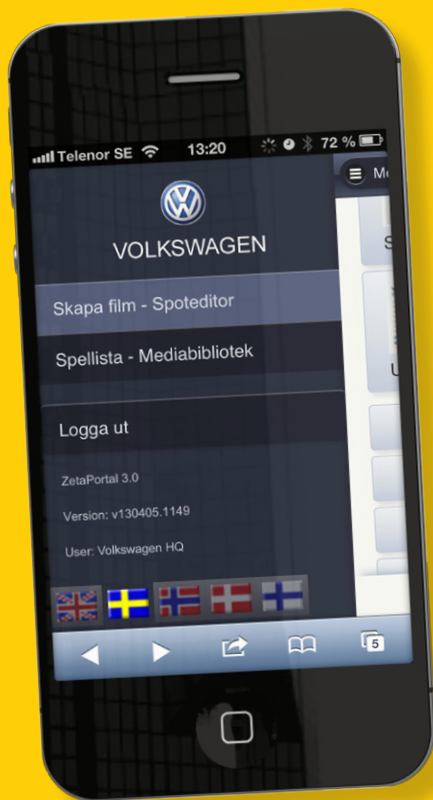 Telenor SE 13:20 72 %
VOLKSWAGEN
Skapa film - Spoteditor
Spellista - Mediabibliotek
Logga ut
ZetaPortal 3.0
Version: v130405.1149
User: Volkswagen HQ
5